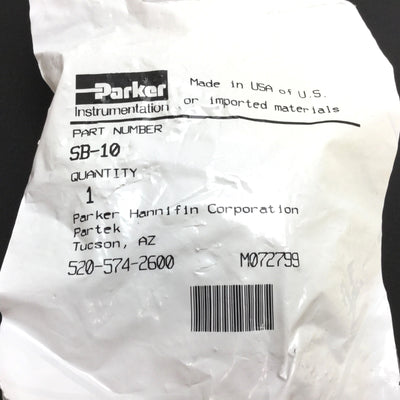 Parker
Instrumentation
Made in USA of U.S.
or imported materials
PART NUMBER
SB-10
QUANTITY
1
Parker Hannifin Corporation
Partek
Tucson, AZ
520-574-2600 M072799